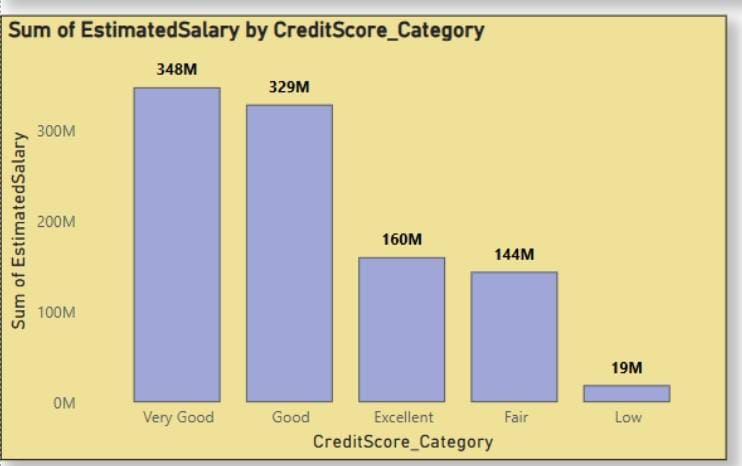 Sum of EstimatedSalary by CreditScore_Category
348M
329M
160M
144M
19M
300M
200M
100M
0M
Sum of EstimatedSalary
Very Good Good Excellent Fair Low
CreditScore_Category